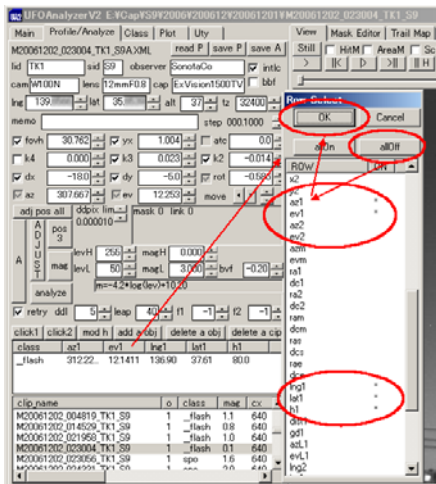 UFOAnalyzerV2 E:¥Cap¥S9¥2006¥200612¥20061201¥M20061202_023004_TK1_S9
Main Profile/Analyze Class Plot Uty
View Mask Editor Trail Map
M20061202_023004_TK1_S9A.XML read P save P save A
Still HitM AreaM Sc
lid TK1 sid S9 observer SonotaCo intlc
> |K D >|| || H
cam W100N lens 12mmF0.8 cap ExVision1500TV bbf
lng 139. lat 35. alt 37 tz 32400
Row Select
memo step 000.1000
OK Cancel
fovh 30.762 yx 1.004 atc 0.0
allOn allOff
k4 0.000 k3 0.023 k2 -0.014
ROW ON
dx -18.0 dy -5.0 rot -0.585
az 307.667 ev 12.253 move
adj pos all ddpix lim 0.000010 mask 0 link 0
ADJUST
pos 3
levH 255 magH 0.000
A
mag levL 50 magL 3.000 bvf -0.20
analyze m=-4.2*log(lev)+10.20
retry ddl 5 leap 40 f1 -1 f2 -1
click1 click2 mod h add a obj delete a obj delete a clip
class az1 ev1 lng1 lat1 h1
_flash 312.22.. 12.1411 136.90 37.61 80.0
clip_name o class mag cx
M20061202_004819_TK1_S9 1 _flash 1.1 640
M20061202_014529_TK1_S9 1 _flash 0.8 640
M20061202_021958_TK1_S9 1 _flash 1.0 640
M20061202_023004_TK1_S9 1 _flash 0.1 640
M20061202_023056_TK1_S9 1 spo 1.6 640
x2
y2
az1 *
ev1 *
az2
ev2
azm
evm
ra1
dc1
ra2
dc2
ram
dcm
ras
dcs
rae
dce
lng1 *
lat1 *
h1 *
dist1
gd1
azL1
evL1
lng2